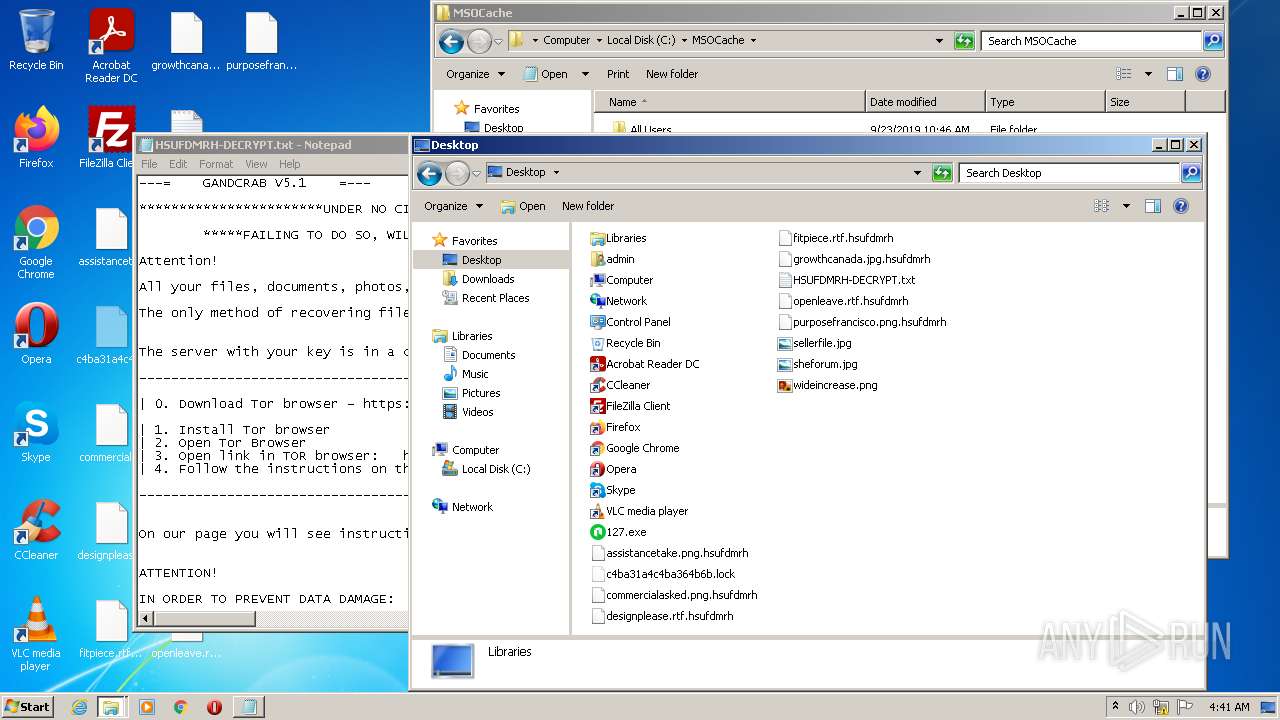 Recycle Bin
Acrobat
Reader DC
growthcana...
purposefran...
Firefox
FileZilla Clie
Google
Chrome
assistancet
Opera
c4ba31a4c4
Skype
commercial
CCleaner
designpleas
VLC media
player
fitpiece.rtf....
openleave.r...
MSOCache
Computer
Local Disk (C:)
MSOCache
Search MSOCache
Organize
Open
Print
New folder
Name
Date modified
Type
Size
Favorites
Desktop
All Users
9/23/2019 10:46 AM
File folder
HSUFDMRH-DECRYPT.txt - Notepad
File Edit Format View Help
---= GANDCRAB V5.1 =---
***********************UNDER NO CI
*****FAILING TO DO SO, WIL
Attention!
All your files, documents, photos,
The only method of recovering file
The server with your key is in a c
| 0. Download Tor browser - https:
| 1. Install Tor browser
| 2. Open Tor Browser
| 3. Open link in TOR browser: h
| 4. Follow the instructions on th
On our page you will see instructi
ATTENTION!
IN ORDER TO PREVENT DATA DAMAGE:
Desktop
Desktop
Search Desktop
Organize
Open
New folder
Favorites
Desktop
Downloads
Recent Places
Libraries
Documents
Music
Pictures
Videos
Computer
Local Disk (C:)
Network
Libraries
admin
Computer
Network
Control Panel
Recycle Bin
Acrobat Reader DC
CCleaner
FileZilla Client
Firefox
Google Chrome
Opera
Skype
VLC media player
127.exe
assistancetake.png.hsufdmrh
c4ba31a4c4ba364b6b.lock
commercialasked.png.hsufdmrh
designplease.rtf.hsufdmrh
fitpiece.rtf.hsufdmrh
growthcanada.jpg.hsufdmrh
HSUFDMRH-DECRYPT.txt
openleave.rtf.hsufdmrh
purposefrancisco.png.hsufdmrh
sellerfile.jpg
sheforum.jpg
wideincrease.png
Libraries
ANY RUN
Start
4:41 AM